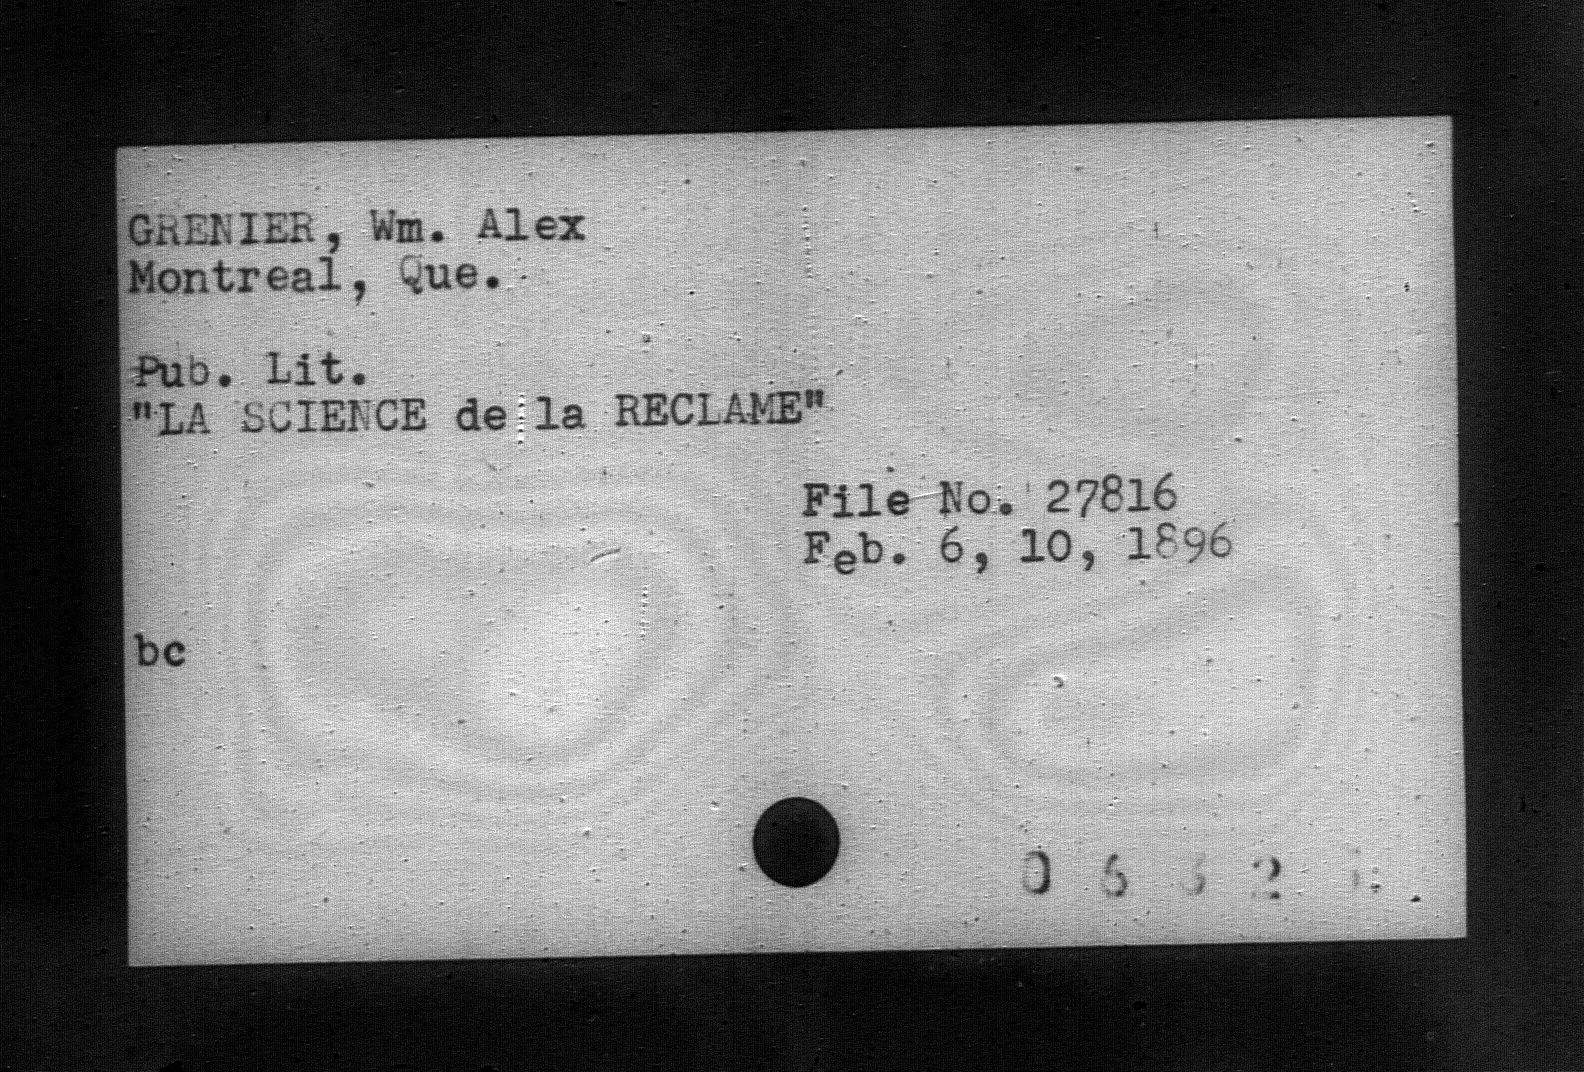 GRENIER, Wm. Alex
Montreal, Que.
Pub. Lit.
"LA SCIENCE de la RECLAME"
File No. 27816
Feb. 6, 10, 1896
bc